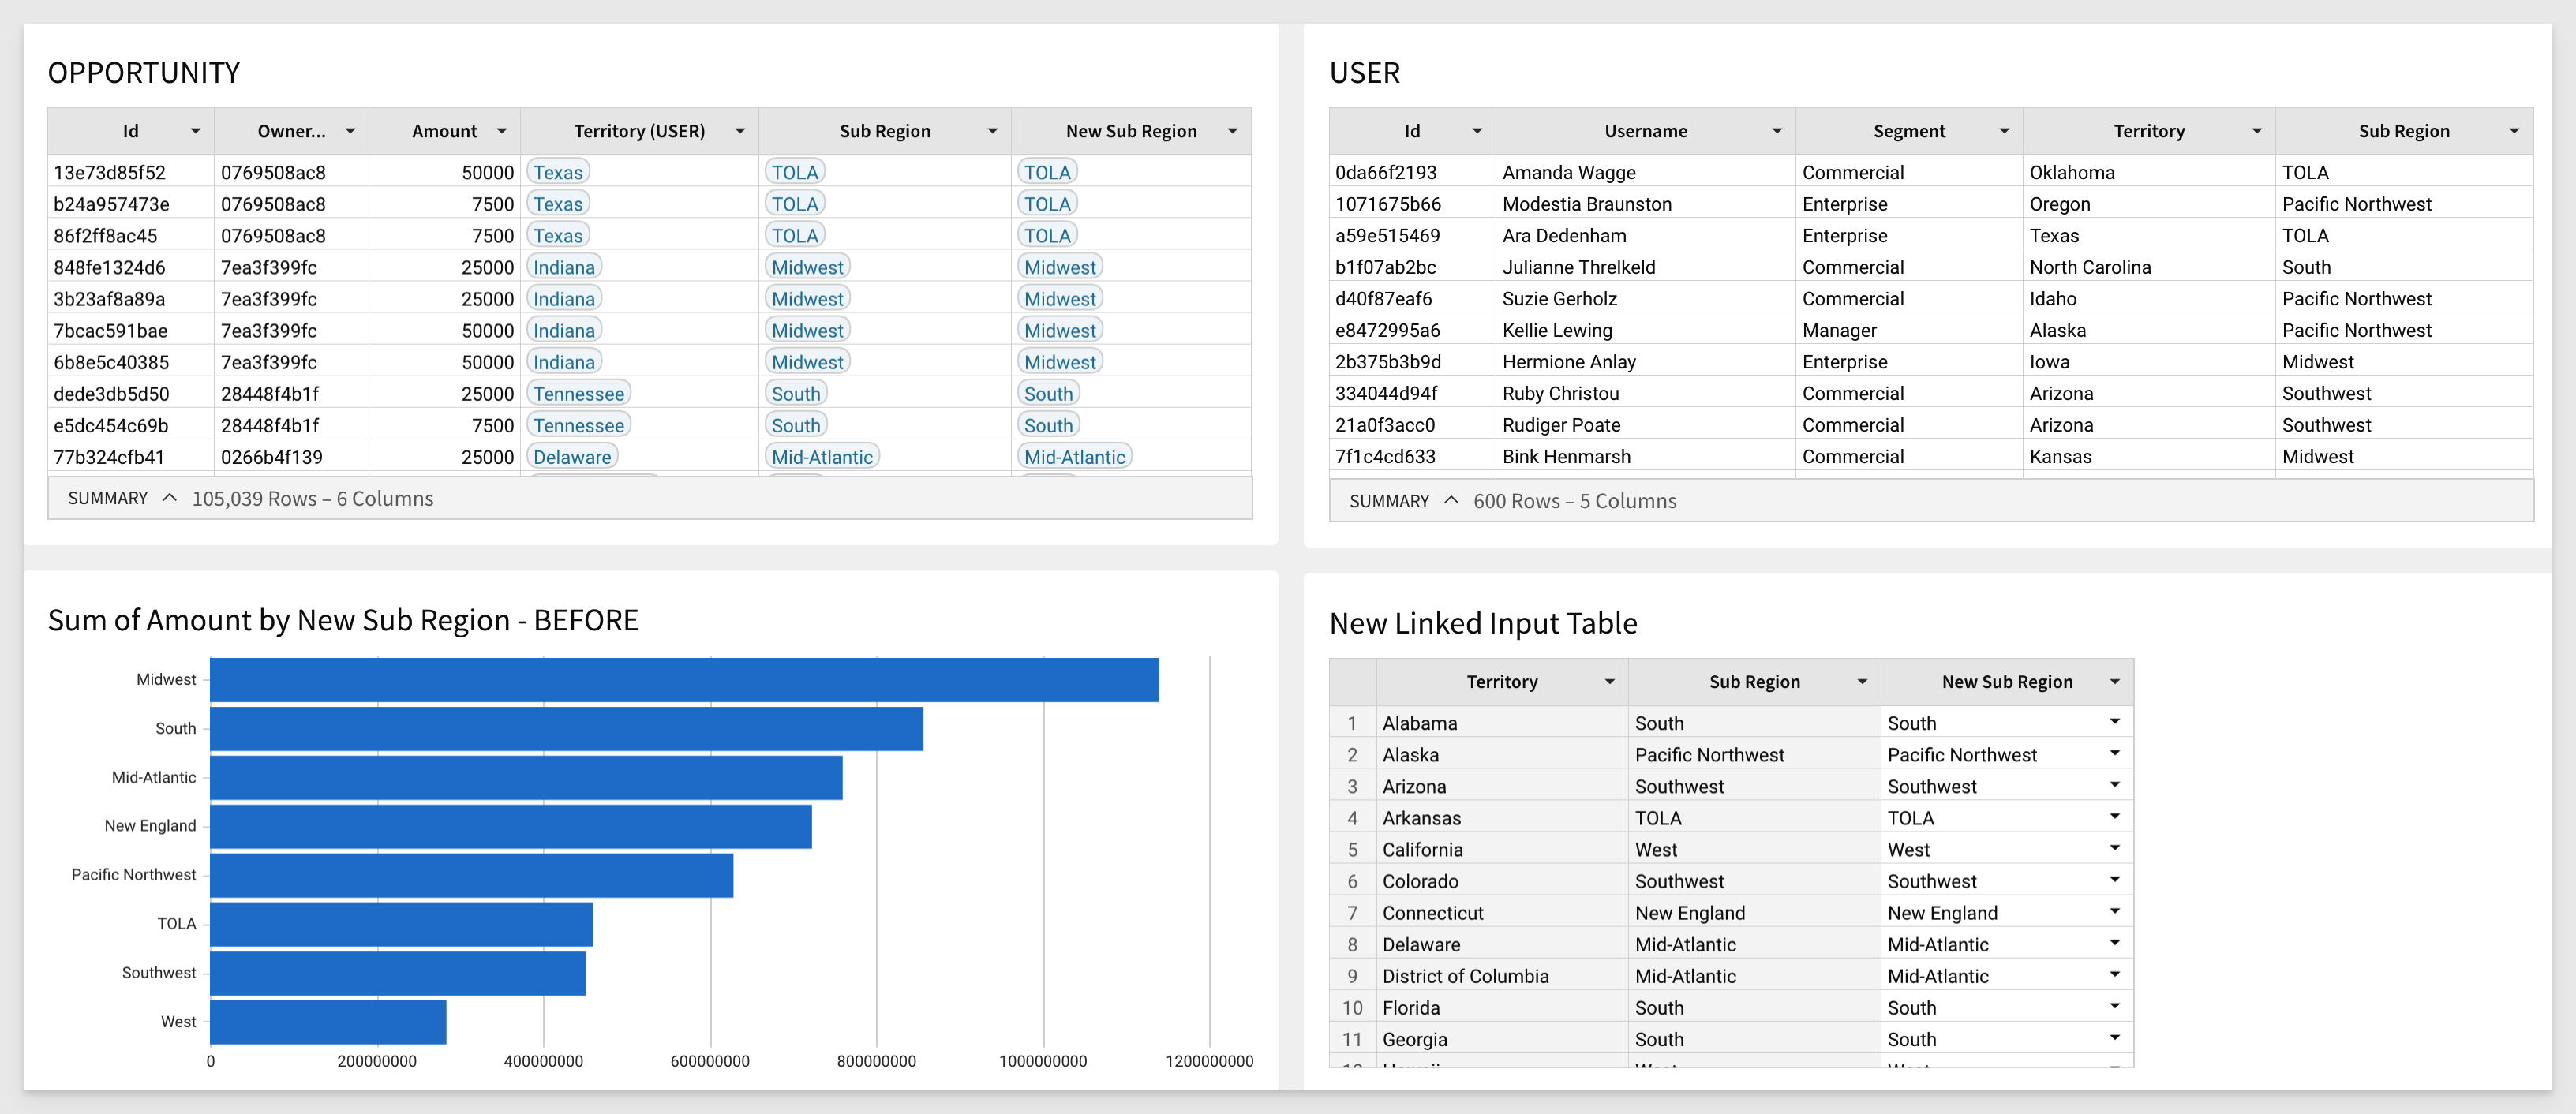 OPPORTUNITY
Id Owner... Amount Territory (USER) Sub Region New Sub Region
13e73d85f52 0769508ac8 50000 Texas TOLA TOLA
b24a957473e 0769508ac8 7500 Texas TOLA TOLA
86f2ff8ac45 0769508ac8 7500 Texas TOLA TOLA
848fe1324d6 7ea3f399fc 25000 Indiana Midwest Midwest
3b23af8a89a 7ea3f399fc 25000 Indiana Midwest Midwest
7bcac591bae 7ea3f399fc 50000 Indiana Midwest Midwest
6b8e5c40385 7ea3f399fc 50000 Indiana Midwest Midwest
dede3db5d50 28448f4b1f 25000 Tennessee South South
e5dc454c69b 28448f4b1f 7500 Tennessee South South
77b324cfb41 0266b4f139 25000 Delaware Mid-Atlantic Mid-Atlantic
SUMMARY 105,039 Rows – 6 Columns
USER
Id Username Segment Territory Sub Region
0da66f2193 Amanda Wagge Commercial Oklahoma TOLA
1071675b66 Modestia Braunston Enterprise Oregon Pacific Northwest
a59e515469 Ara Dedenham Enterprise Texas TOLA
b1f07ab2bc Julianne Threlkeld Commercial North Carolina South
d40f87eaf6 Suzie Gerholz Commercial Idaho Pacific Northwest
e8472995a6 Kellie Lewing Manager Alaska Pacific Northwest
2b375b3b9d Hermione Anlay Enterprise Iowa Midwest
334044d94f Ruby Christou Commercial Arizona Southwest
21a0f3acc0 Rudiger Poate Commercial Arizona Southwest
7f1c4cd633 Bink Henmarsh Commercial Kansas Midwest
SUMMARY 600 Rows – 5 Columns
Sum of Amount by New Sub Region - BEFORE
Midwest
South
Mid-Atlantic
New England
Pacific Northwest
TOLA
Southwest
West
0 200000000 400000000 600000000 800000000 1000000000 1200000000
New Linked Input Table
Territory Sub Region New Sub Region
1 Alabama South South
2 Alaska Pacific Northwest Pacific Northwest
3 Arizona Southwest Southwest
4 Arkansas TOLA TOLA
5 California West West
6 Colorado Southwest Southwest
7 Connecticut New England New England
8 Delaware Mid-Atlantic Mid-Atlantic
9 District of Columbia Mid-Atlantic Mid-Atlantic
10 Florida South South
11 Georgia South South